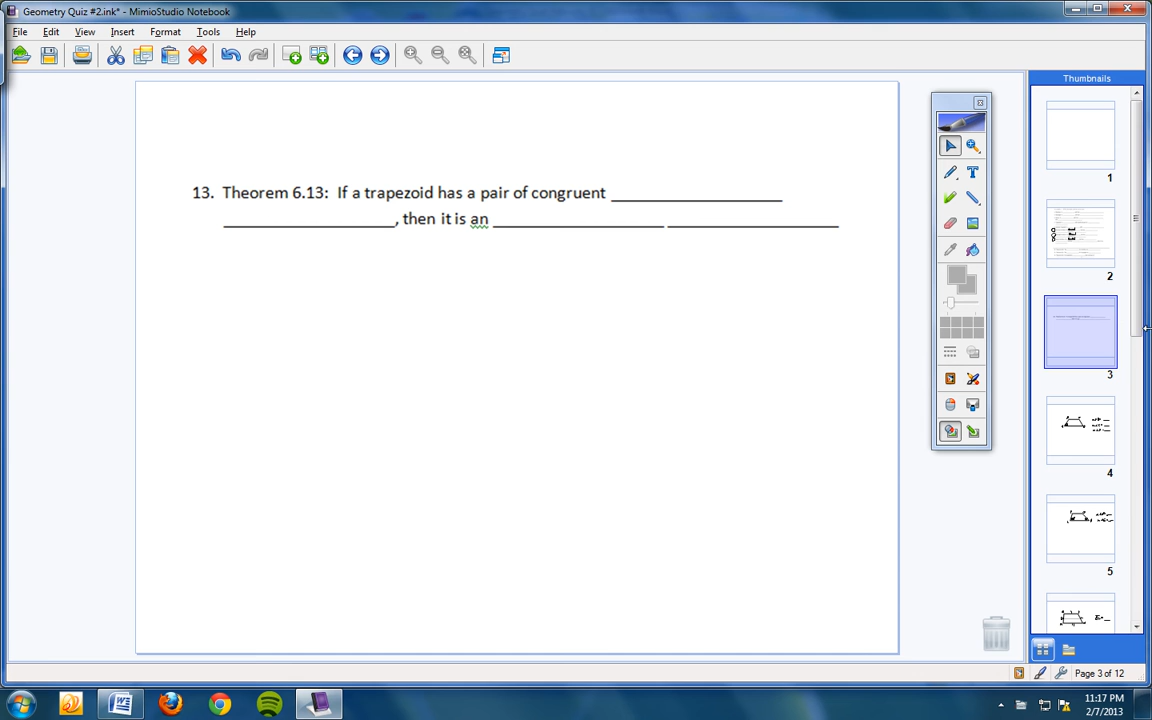 Geometry Quiz #2.ink* - MimioStudio Notebook
File Edit View Insert Format Tools Help
Thumbnails
13. Theorem 6.13: If a trapezoid has a pair of congruent ____________________
____________________, then it is an ____________________ ____________________
1
2
3
4
5
Page 3 of 12
11:17 PM
2/7/2013